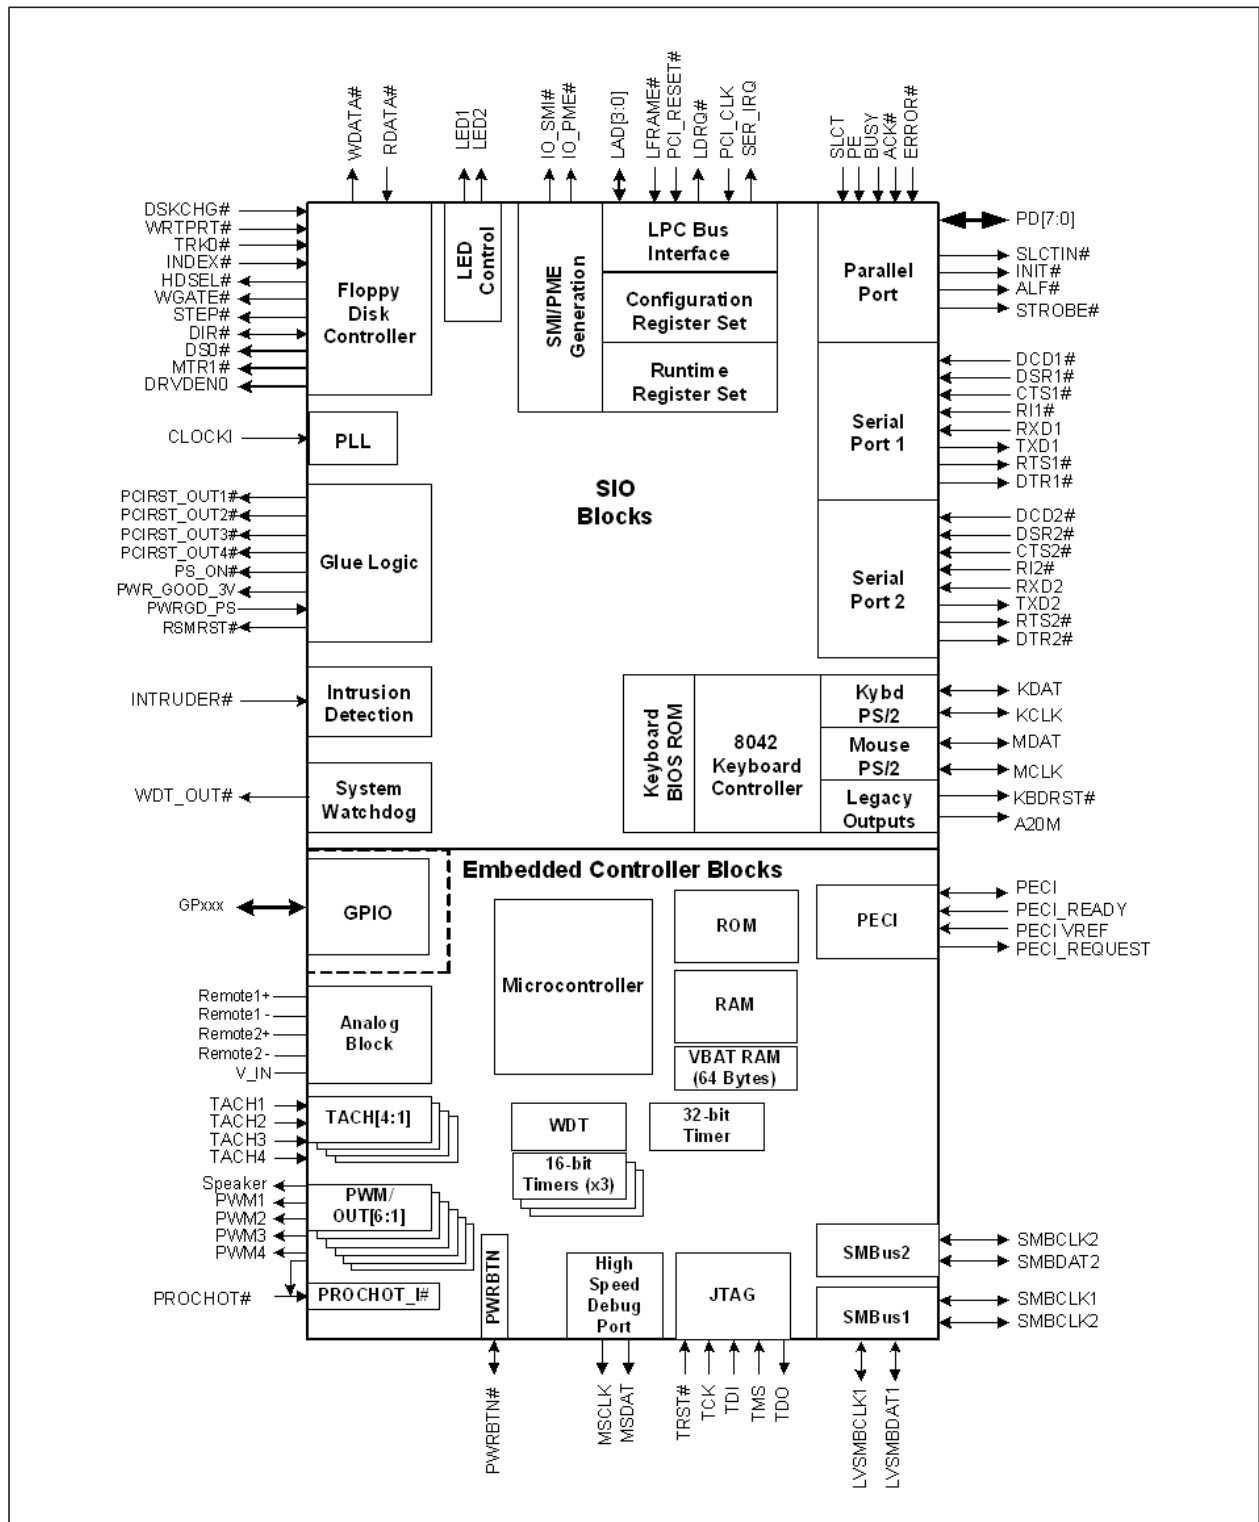 WDATA#
RDATA#
LED1
LED2
IO_SMI#
IO_PME#
LAD[3:0]
LFRAME#
PCI_RESET#
LDRQ#
PCI_CLK
SER_IRQ
SLCT
PE
BUSY
ACK#
ERROR#
DSKCHG#
WRTPRT#
TRK0#
INDEX#
HDSEL#
WGATE#
STEP#
DIR#
DS0#
MTR1#
DRVDEN0
Floppy
Disk
Controller
LED
Control
SMI/PME
Generation
LPC Bus
Interface
Configuration
Register Set
Runtime
Register Set
Parallel
Port
PD[7:0]
SLCTIN#
INIT#
ALF#
STROBE#
CLOCKI
PLL
SIO
Blocks
Serial
Port 1
DCD1#
DSR1#
CTS1#
RI1#
RXD1
TXD1
RTS1#
DTR1#
PCIRST_OUT1#
PCIRST_OUT2#
PCIRST_OUT3#
PCIRST_OUT4#
PS_ON#
PWR_GOOD_3V
PWRGD_PS
RSMRST#
Glue Logic
Serial
Port 2
DCD2#
DSR2#
CTS2#
RI2#
RXD2
TXD2
RTS2#
DTR2#
INTRUDER#
Intrusion
Detection
WDT_OUT#
System
Watchdog
Keyboard
BIOS ROM
8042
Keyboard
Controller
Kybd
PS/2
Mouse
PS/2
Legacy
Outputs
KDAT
KCLK
MDAT
MCLK
KBDRST#
A20M
Embedded Controller Blocks
GPxxx
GPIO
Microcontroller
ROM
RAM
VBAT RAM
(64 Bytes)
PECI
PECI
PECI_READY
PECI VREF
PECI_REQUEST
Remote1+
Remote1 -
Remote2+
Remote2 -
V_IN
Analog
Block
TACH1
TACH2
TACH3
TACH4
TACH[4:1]
WDT
32-bit
Timer
16-bit
Timers (x3)
Speaker
PWM1
PWM2
PWM3
PWM4
PWM/
OUT[6:1]
PROCHOT#
PROCHOT_I#
PWRBTN
High
Speed
Debug
Port
JTAG
SMBus2
SMBus1
SMBCLK2
SMBDAT2
SMBCLK1
SMBCLK2
PWRBTN#
MSCLK
MSDAT
TRST#
TCK
TDI
TMS
TDO
LVSMBCLK1
LVSMBDAT1